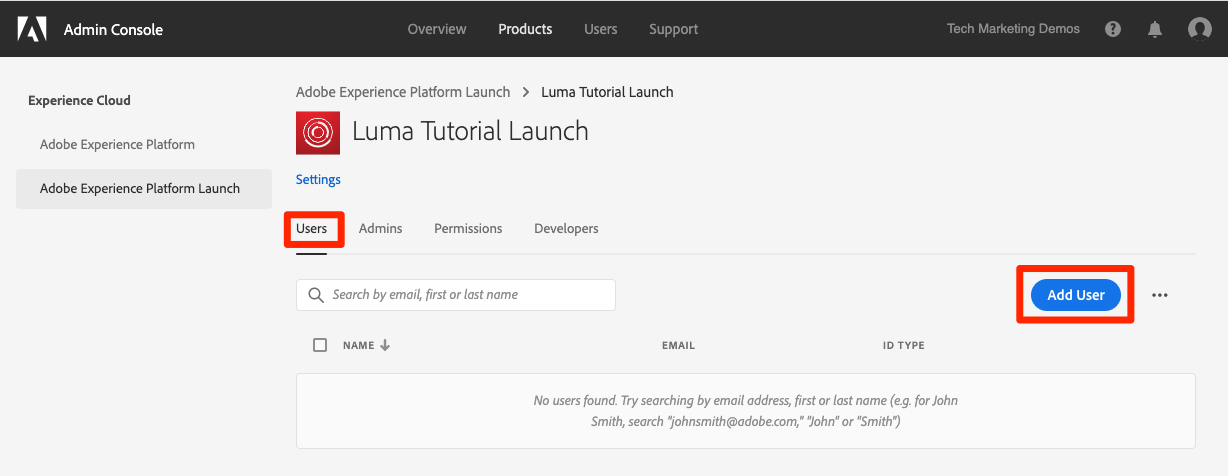 Admin Console
Overview Products Users Support
Tech Marketing Demos
Experience Cloud
Adobe Experience Platform
Adobe Experience Platform Launch
Adobe Experience Platform Launch > Luma Tutorial Launch
Luma Tutorial Launch
Settings
Users Admins Permissions Developers
Search by email, first or last name
Add User
NAME EMAIL ID TYPE
No users found. Try searching by email address, first or last name (e.g. for John
Smith, search "johnsmith@adobe.com," "John" or "Smith")